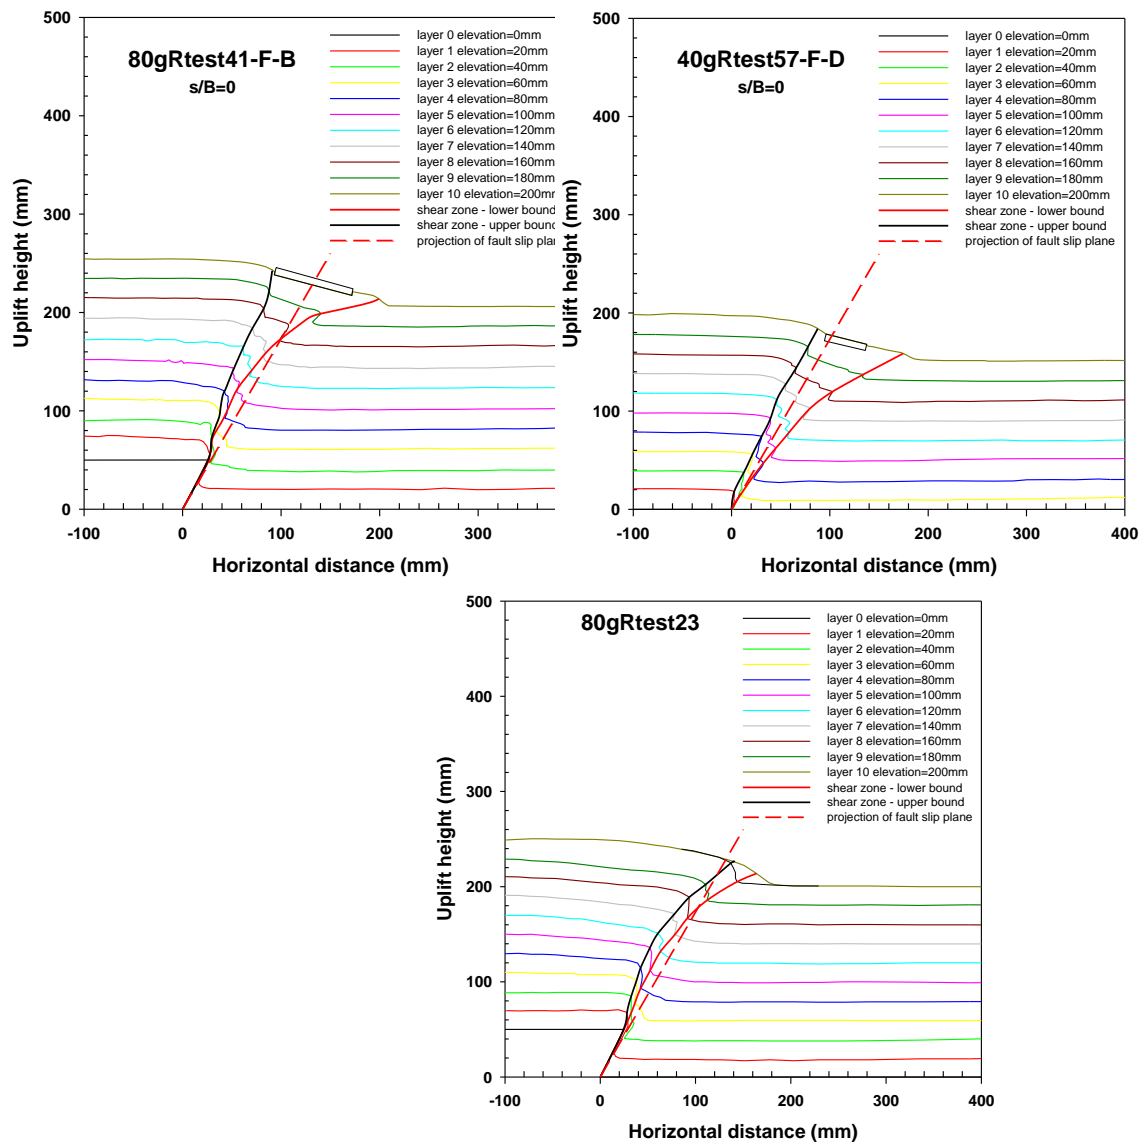 500
400
300
200
100
0
Uplift height (mm)
80gRtest41-F-B
s/B=0
layer 0 elevation=0mm
layer 1 elevation=20mm
layer 2 elevation=40mm
layer 3 elevation=60mm
layer 4 elevation=80mm
layer 5 elevation=100mm
layer 6 elevation=120mm
layer 7 elevation=140mm
layer 8 elevation=160mm
layer 9 elevation=180mm
layer 10 elevation=200mm
shear zone - lower bound
shear zone - upper bound
projection of fault slip plan
-100 0 100 200 300
Horizontal distance (mm)
500
400
300
200
100
0
Uplift height (mm)
40gRtest57-F-D
s/B=0
layer 0 elevation=0mm
layer 1 elevation=20mm
layer 2 elevation=40mm
layer 3 elevation=60mm
layer 4 elevation=80mm
layer 5 elevation=100mm
layer 6 elevation=120mm
layer 7 elevation=140mm
layer 8 elevation=160mm
layer 9 elevation=180mm
layer 10 elevation=200mm
shear zone - lower bound
shear zone - upper bound
projection of fault slip plane
-100 0 100 200 300 400
Horizontal distance (mm)
500
400
300
200
100
0
Uplift height (mm)
80gRtest23
layer 0 elevation=0mm
layer 1 elevation=20mm
layer 2 elevation=40mm
layer 3 elevation=60mm
layer 4 elevation=80mm
layer 5 elevation=100mm
layer 6 elevation=120mm
layer 7 elevation=140mm
layer 8 elevation=160mm
layer 9 elevation=180mm
layer 10 elevation=200mm
shear zone - lower bound
shear zone - upper bound
projection of fault slip plane
-100 0 100 200 300 400
Horizontal distance (mm)